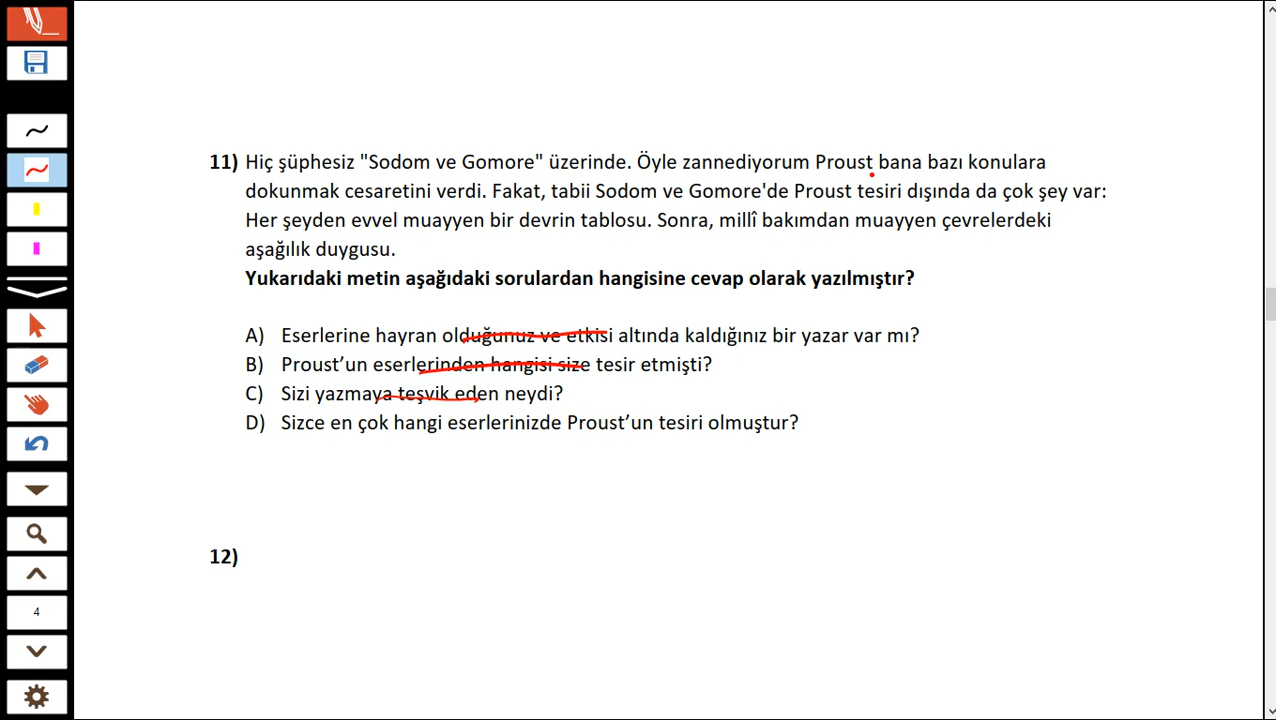 11) Hiç şüphesiz "Sodom ve Gomore" üzerinde. Öyle zannediyorum Proust bana bazı konulara
dokunmak cesaretini verdi. Fakat, tabii Sodom ve Gomore'de Proust tesiri dışında da çok şey var:
Her şeyden evvel muayyen bir devrin tablosu. Sonra, millî bakımdan muayyen çevrelerdeki
aşağılık duygusu.
Yukarıdaki metin aşağıdaki sorulardan hangisine cevap olarak yazılmıştır?
A) Eserlerine hayran olduğunuz ve etkisi altında kaldığınız bir yazar var mı?
B) Proust’un eserlerinden hangisi size tesir etmişti?
C) Sizi yazmaya teşvik eden neydi?
D) Sizce en çok hangi eserlerinizde Proust’un tesiri olmuştur?
12)
4